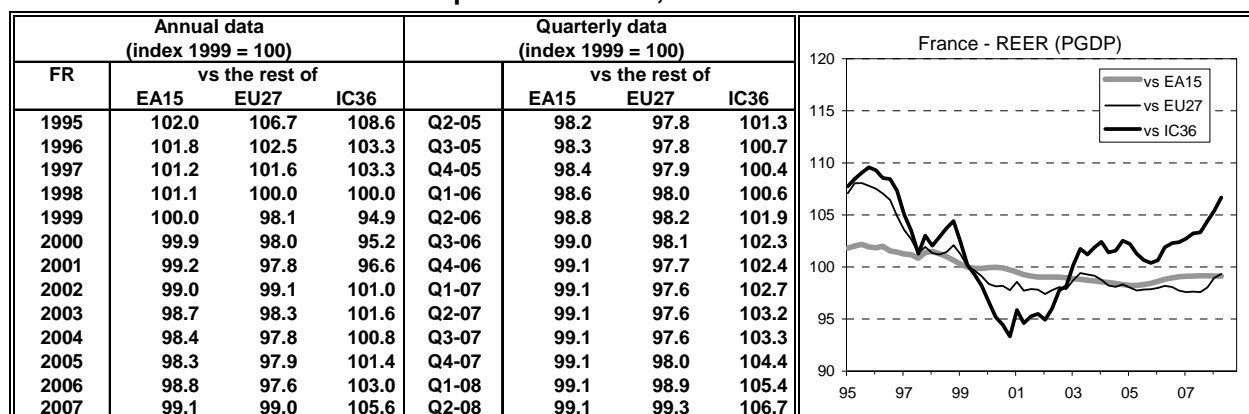 Annual data Quarterly data
(index 1999 = 100) (index 1999 = 100)
FR vs the rest of vs the rest of
EA15 EU27 IC36 EA15 EU27 IC36
1995 102.0 106.7 108.6 Q2-05 98.2 97.8 101.3
1996 101.8 102.5 103.3 Q3-05 98.3 97.8 100.7
1997 101.2 101.6 103.3 Q4-05 98.4 97.9 100.4
1998 101.1 100.0 100.0 Q1-06 98.6 98.0 100.6
1999 100.0 98.1 94.9 Q2-06 98.8 98.2 101.9
2000 99.9 98.0 95.2 Q3-06 99.0 98.1 102.3
2001 99.2 97.8 96.6 Q4-06 99.1 97.7 102.4
2002 99.0 99.1 101.0 Q1-07 99.1 97.6 102.7
2003 98.7 98.3 101.6 Q2-07 99.1 97.6 103.2
2004 98.4 97.8 100.8 Q3-07 99.1 97.6 103.3
2005 98.3 97.9 101.4 Q4-07 99.1 98.0 104.4
2006 98.8 97.6 103.0 Q1-08 99.1 98.9 105.4
2007 99.1 99.0 105.6 Q2-08 99.1 99.3 106.7
France - REER (PGDP)
120
115
110
105
100
95
90
95 97 99 01 03 05 07
vs EA15
vs EU27
vs IC36